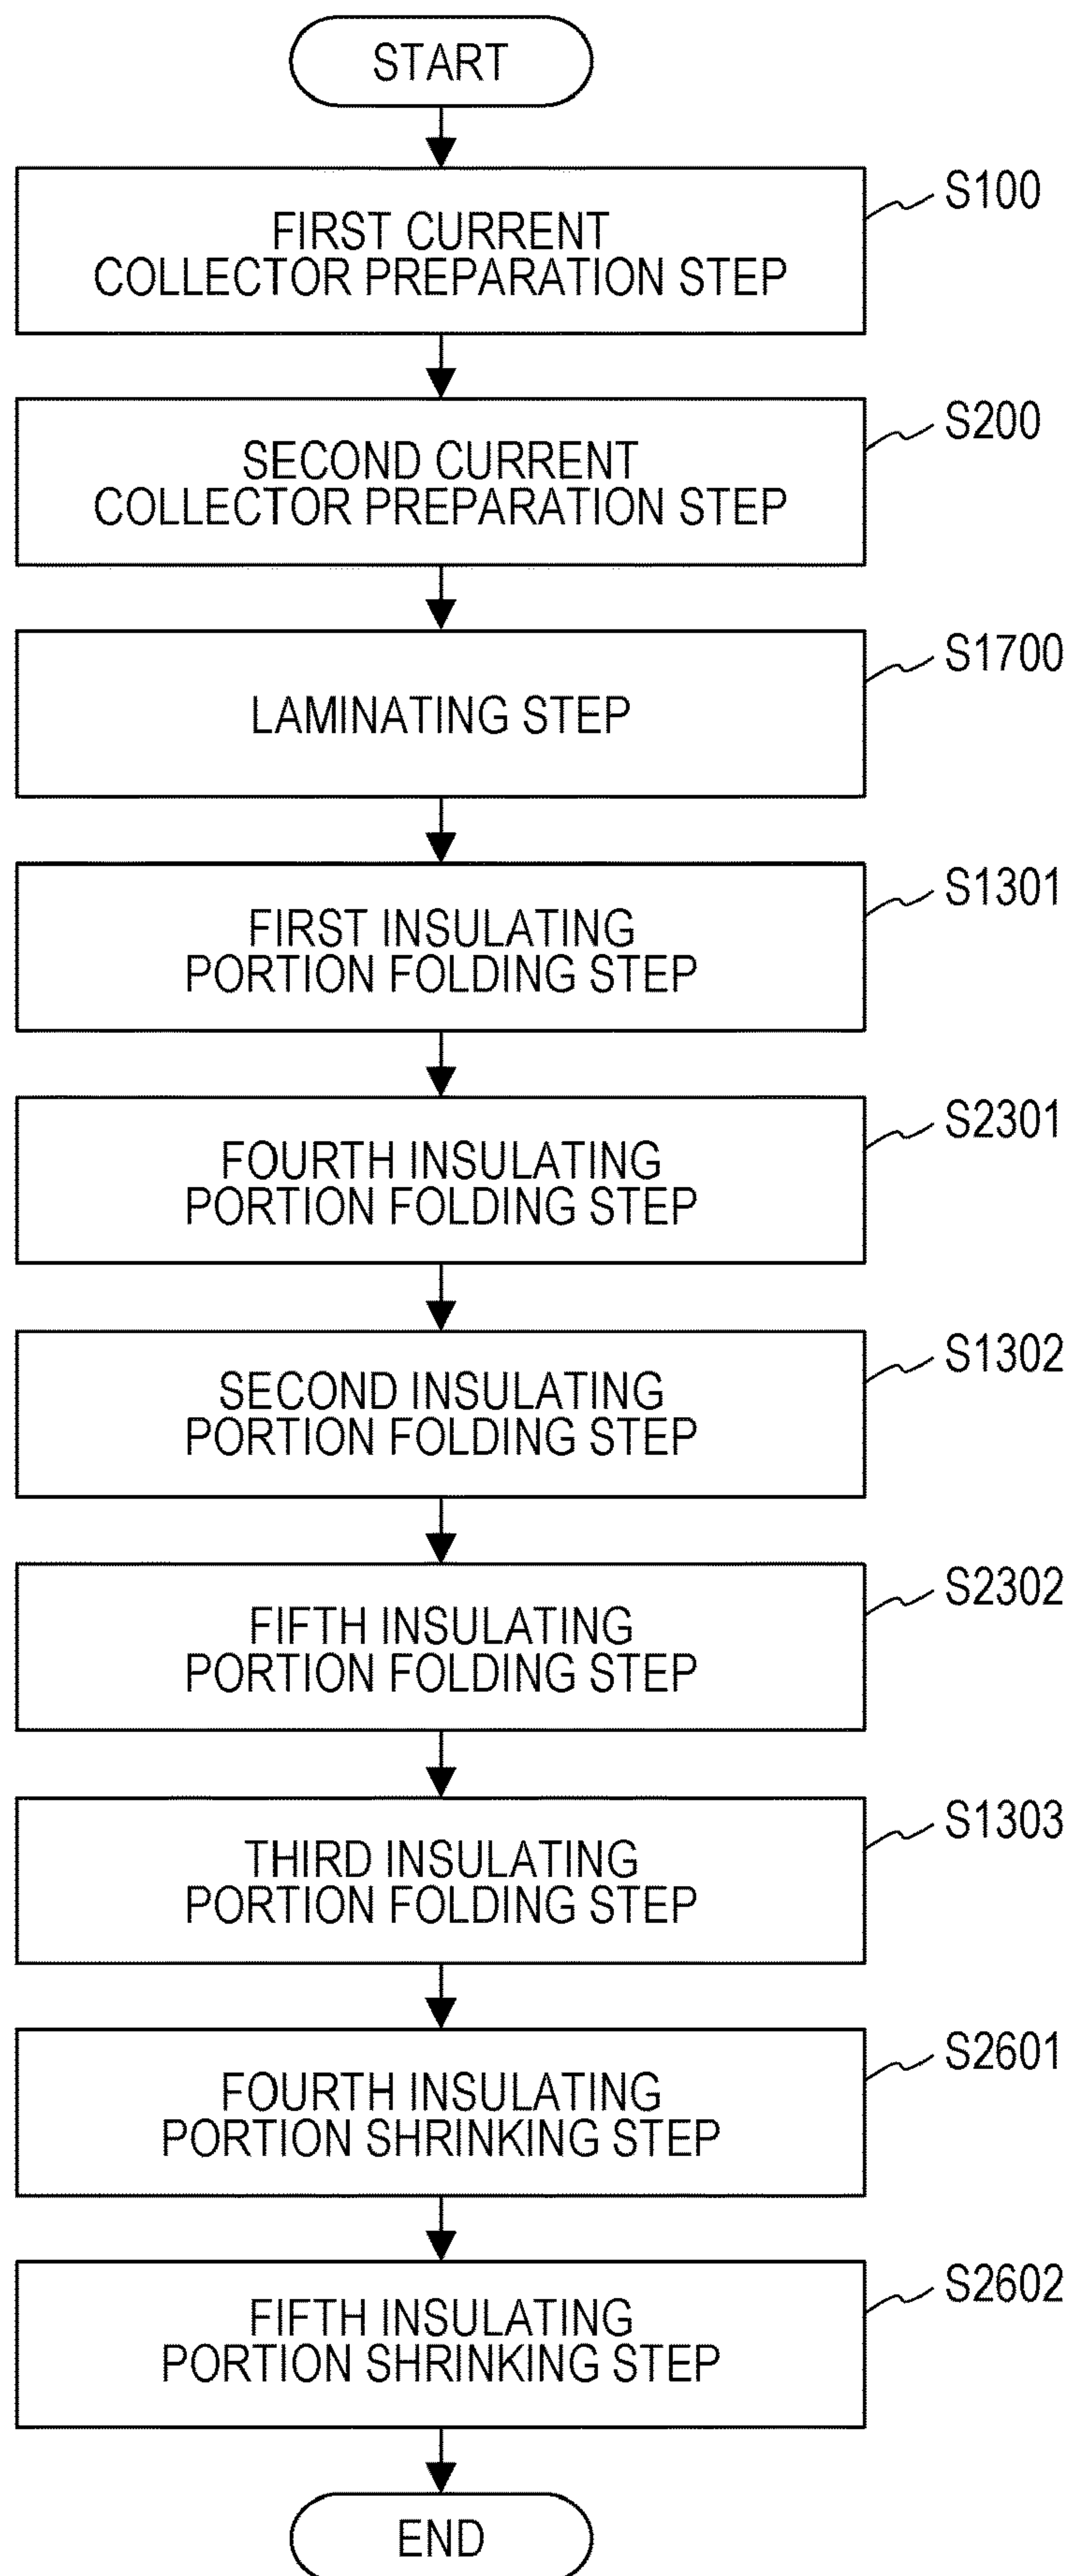 START
S100
FIRST CURRENT
COLLECTOR PREPARATION STEP
S200
SECOND CURRENT
COLLECTOR PREPARATION STEP
S1700
LAMINATING STEP
S1301
FIRST INSULATING
PORTION FOLDING STEP
S2301
FOURTH INSULATING
PORTION FOLDING STEP
S1302
SECOND INSULATING
PORTION FOLDING STEP
S2302
FIFTH INSULATING
PORTION FOLDING STEP
S1303
THIRD INSULATING
PORTION FOLDING STEP
S2601
FOURTH INSULATING
PORTION SHRINKING STEP
S2602
FIFTH INSULATING
PORTION SHRINKING STEP
END